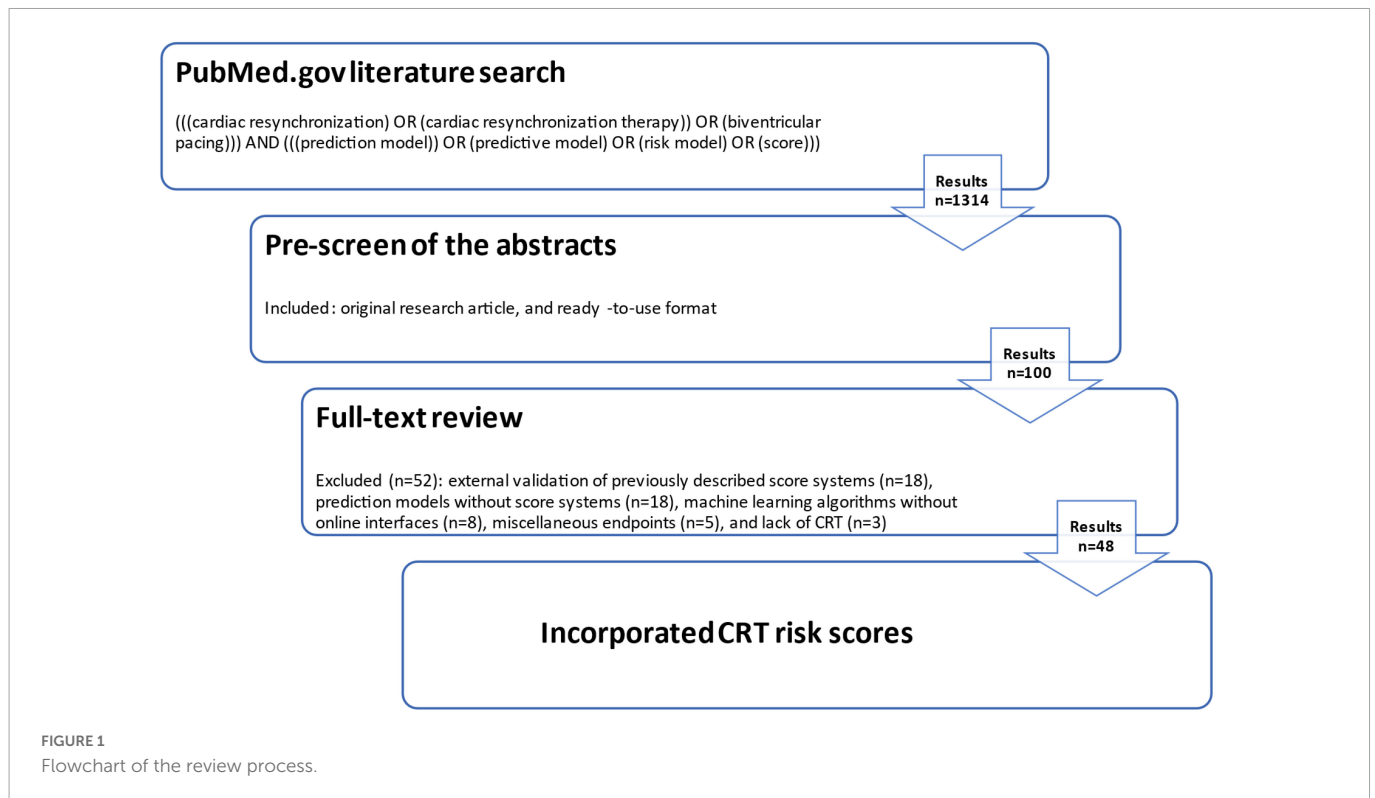 PubMed.gov literature search
(((cardiac resynchronization) OR (cardiac resynchronization therapy)) OR (biventricular
pacing))) AND (((prediction model)) OR (predictive model) OR (risk model) OR (score)))
Results
n=1314
Pre-screen of the abstracts
Included: original research article, and ready -to-use format
Results
n=100
Full-text review
Excluded (n=52): external validation of previously described score systems (n=18),
prediction models without score systems (n=18), machine learning algorithms without
online interfaces (n=8), miscellaneous endpoints (n=5), and lack of CRT (n=3)
Results
n=48
Incorporated CRT risk scores
FIGURE 1
Flowchart of the review process.